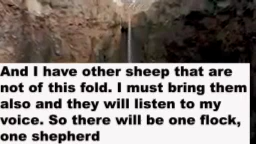 And I have other sheep that are
not of this fold. I must bring them
also and they will listen to my
voice. So there will be one flock,
one shepherd